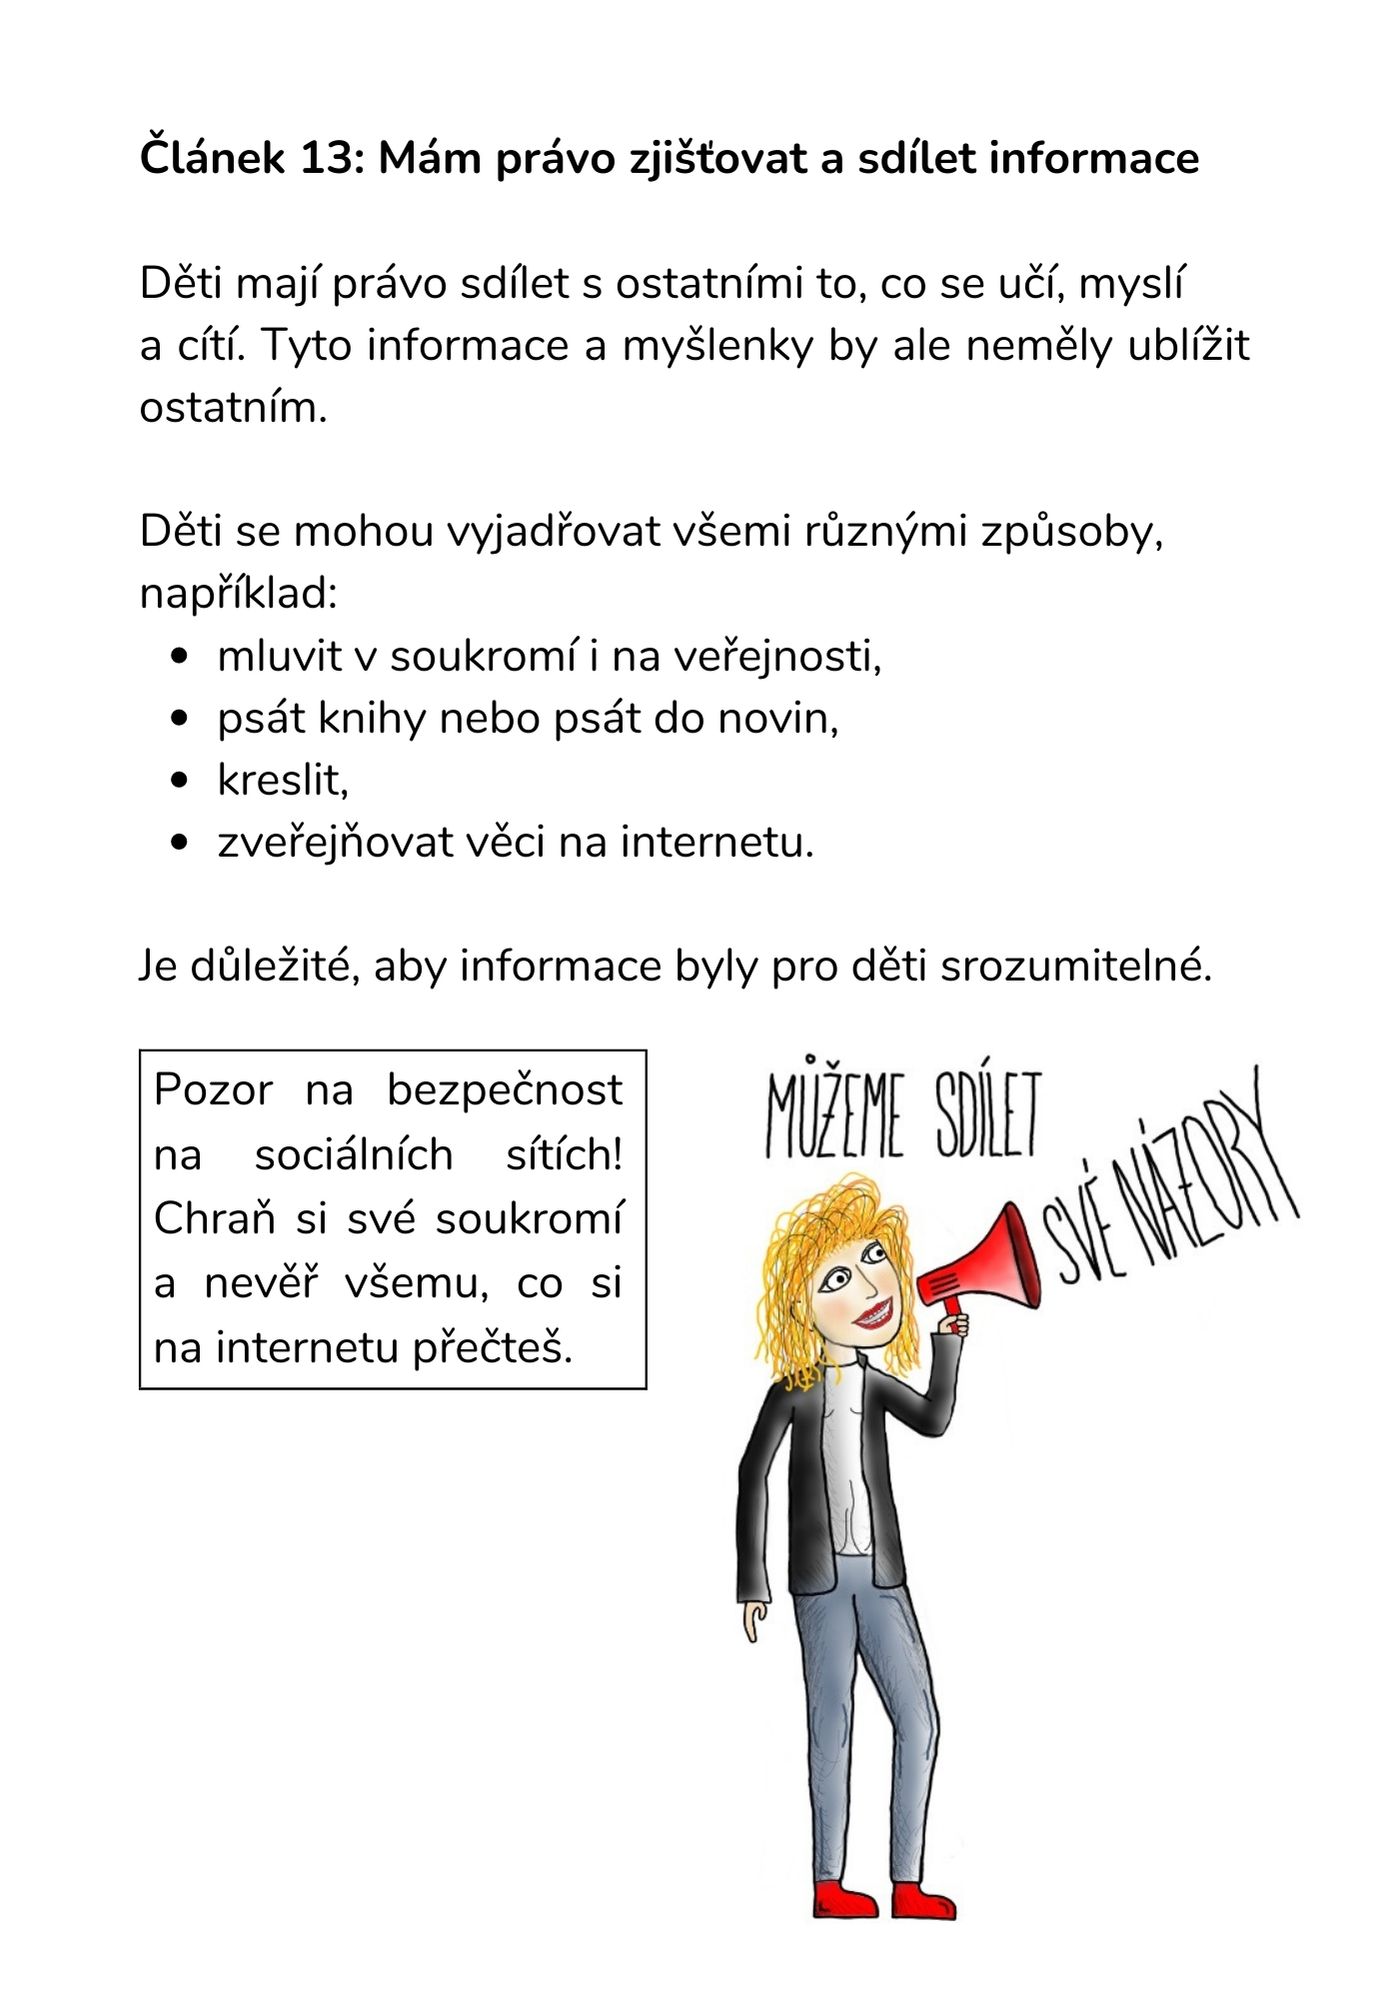 Článek 13: Mám právo zjišťovat a sdílet informace
Děti mají právo sdílet s ostatními to, co se učí, myslí
a cítí. Tyto informace a myšlenky by ale neměly ublížit
ostatním.
Děti se mohou vyjadřovat všemi různými způsoby,
například:
• mluvit v soukromí i na veřejnosti,
• psát knihy nebo psát do novin,
• kreslit,
• zveřejňovat věci na internetu.
Je důležité, aby informace byly pro děti srozumitelné.
Pozor na bezpečnost
na sociálních sítích!
Chraň si své soukromí
a nevěř všemu, co si
na internetu přečteš.
MŮŽEME SDÍLET
SVÉ NÁZORY